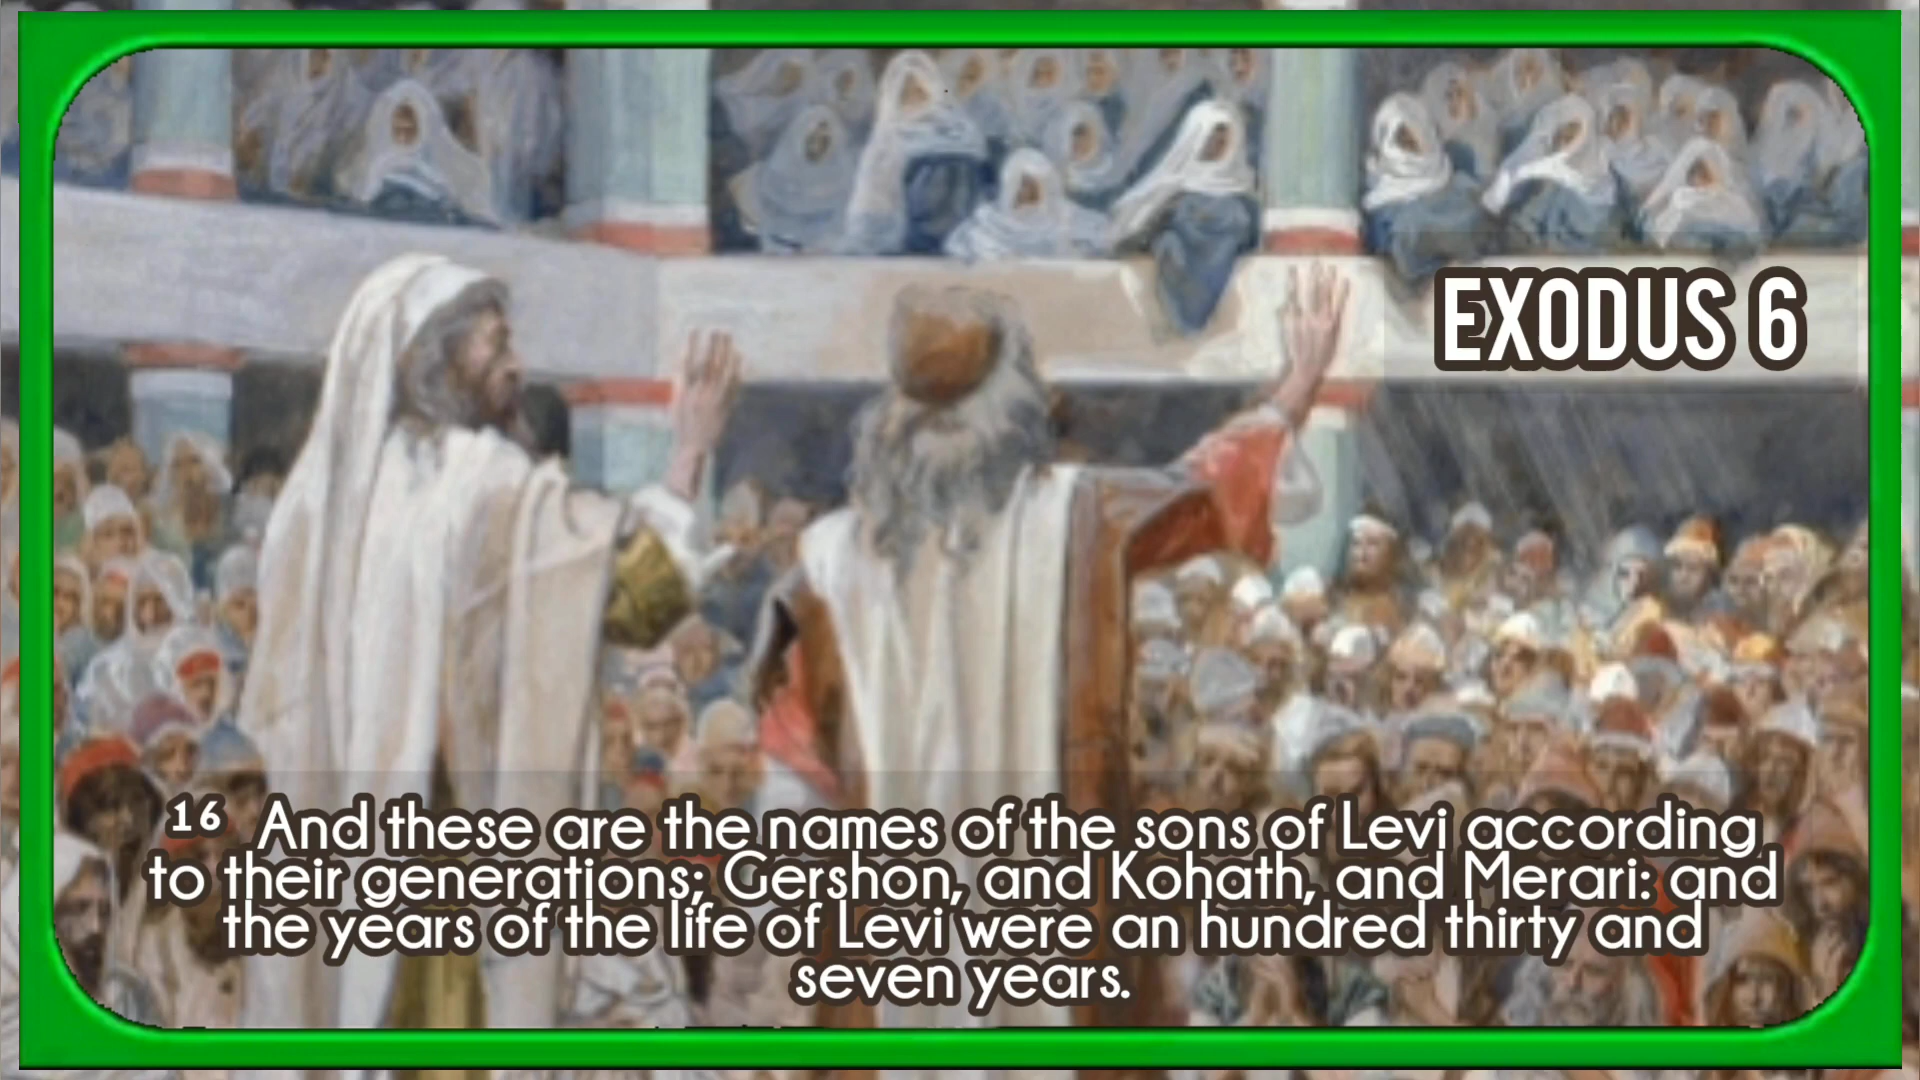 EXODUS 6
16 And these are the names of the sons of Levi according
to their generations; Gershon, and Kohath, and Merari: and
the years of the life of Levi were an hundred thirty and
seven years.